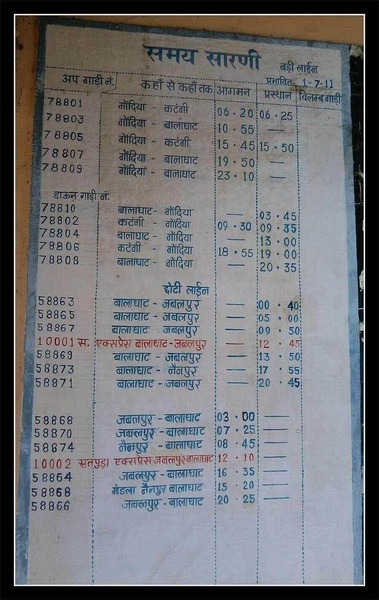 समय सारणी
बड़ी लाईन
प्रभावित 1-7-11
अप गाड़ी नं. कहाँ से कहाँ तक आगमन प्रस्थान विलम्ब गाड़ी
78801 गोंदिया - कटंगी 06 . 20 06 . 25
78803 गोंदिया - बालाघाट 10 . 55 —
78805 गोंदिया - कटंगी 15 . 45 15 . 50
78807 गोंदिया - बालाघाट 19 . 50 —
78809 गोंदिया - बालाघाट 23 . 10 —
डाऊन गाड़ी नं.
78810 बालाघाट - गोंदिया — 03 . 45
78802 कटंगी - गोंदिया 09 . 30 09 . 35
78804 बालाघाट - गोंदिया — 13 . 00
78806 कटंगी - गोंदिया 18 . 55 19 . 00
78808 बालाघाट - गोंदिया — 20 . 35
छोटी लाईन
58863 बालाघाट - जबलपुर — 00 . 40
58865 बालाघाट - जबलपुर — 05 . 00
58867 बालाघाट - जबलपुर — 09 . 50
10001 स. एक्सप्रेस बालाघाट - जबलपुर — 12 . 45
58869 बालाघाट - जबलपुर — 13 . 50
58873 बालाघाट - नैनपुर — 17 . 55
58871 बालाघाट - जबलपुर — 20 . 45
58868 जबलपुर - बालाघाट 03 . 00 —
58870 जबलपुर - बालाघाट 07 . 25 —
58874 नैनपुर - बालाघाट 08 . 45 —
10002 सतपुड़ा एक्सप्रेस जबलपुर बालाघाट 12 . 10 —
58864 जबलपुर - बालाघाट 16 . 35 —
58868 मंडला नैनपुर बालाघाट 15 . 20 —
58866 जबलपुर - बालाघाट 20 . 25 —